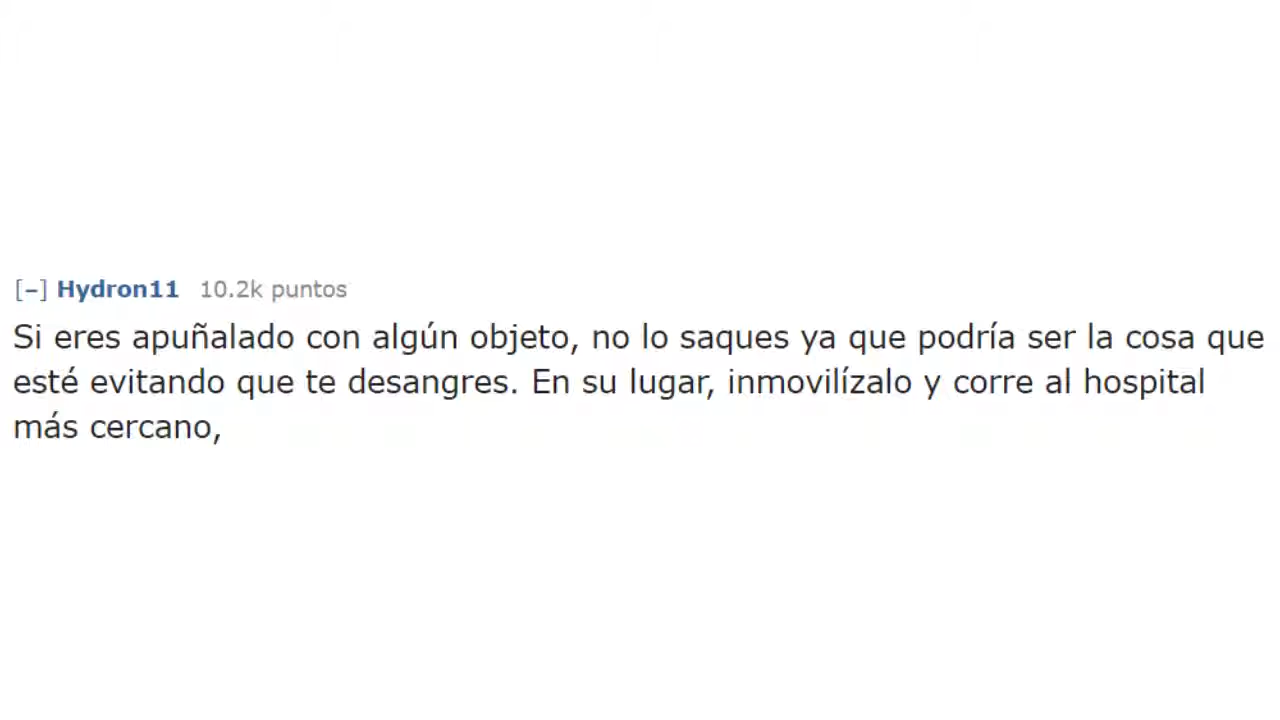 [–] Hydron11 10.2k puntos
Si eres apuñalado con algún objeto, no lo saques ya que podría ser la cosa que
esté evitando que te desangres. En su lugar, inmovilízalo y corre al hospital
más cercano,